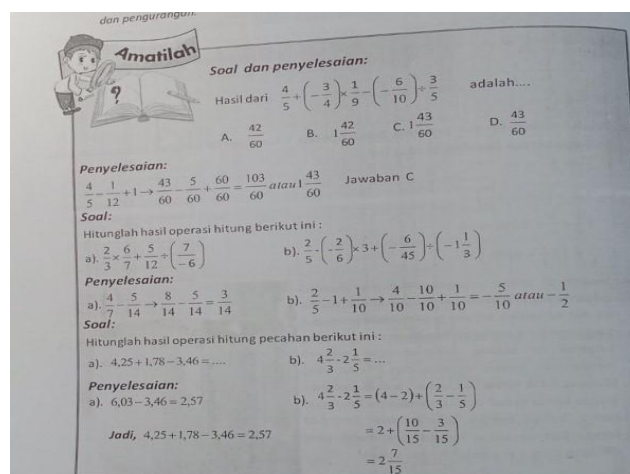 dan pengurangan.
Amatilah
?
Soal dan penyelesaian:
Hasil dari 4/5 + (-3/4) × 1/9 - (-6/10) ÷ 3/5 adalah....
A. 42/60 B. 1 42/60 C. 1 43/60 D. 43/60
Penyelesaian:
4/5 - 1/12 + 1 → 43/60 - 5/60 + 60/60 = 103/60 atau 1 43/60 Jawaban C
Soal:
Hitunglah hasil operasi hitung berikut ini :
a). 2/3 × 6/7 + 5/12 ÷ (7/-6) b). 2/5 - (-2/6) × 3 + (-6/45) ÷ (-1 1/3)
Penyelesaian:
a). 4/7 - 5/14 → 8/14 - 5/14 = 3/14 b). 2/5 - 1 + 1/10 → 4/10 - 10/10 + 1/10 = - 5/10 atau - 1/2
Soal:
Hitunglah hasil operasi hitung pecahan berikut ini :
a). 4,25 + 1,78 – 3,46 = .... b). 4 2/3 - 2 1/5 = ...
Penyelesaian:
a). 6,03 – 3,46 = 2,57 b). 4 2/3 - 2 1/5 = (4 – 2) + (2/3 - 1/5)
Jadi, 4,25 + 1,78 – 3,46 = 2,57 = 2 + (10/15 - 3/15)
= 2 7/15